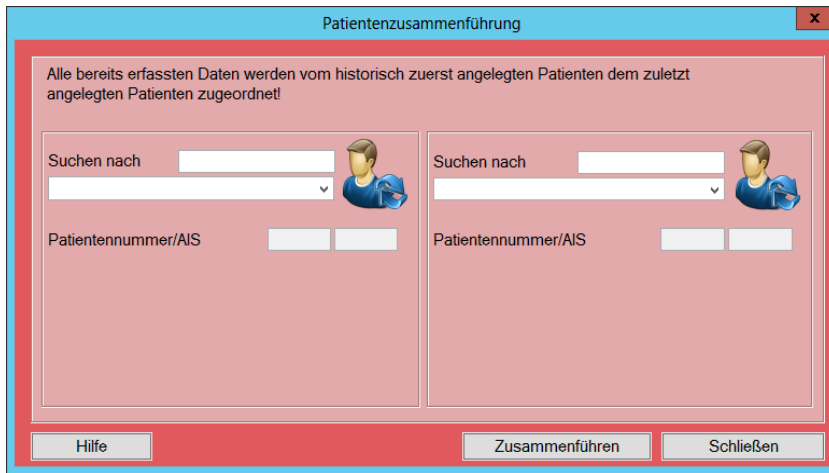 Patientenzusammenführung
x
Alle bereits erfassten Daten werden vom historisch zuerst angelegten Patienten dem zuletzt
angelegten Patienten zugeordnet!
Suchen nach
Patientennummer/AIS
Suchen nach
Patientennummer/AIS
Hilfe
Zusammenführen
Schließen